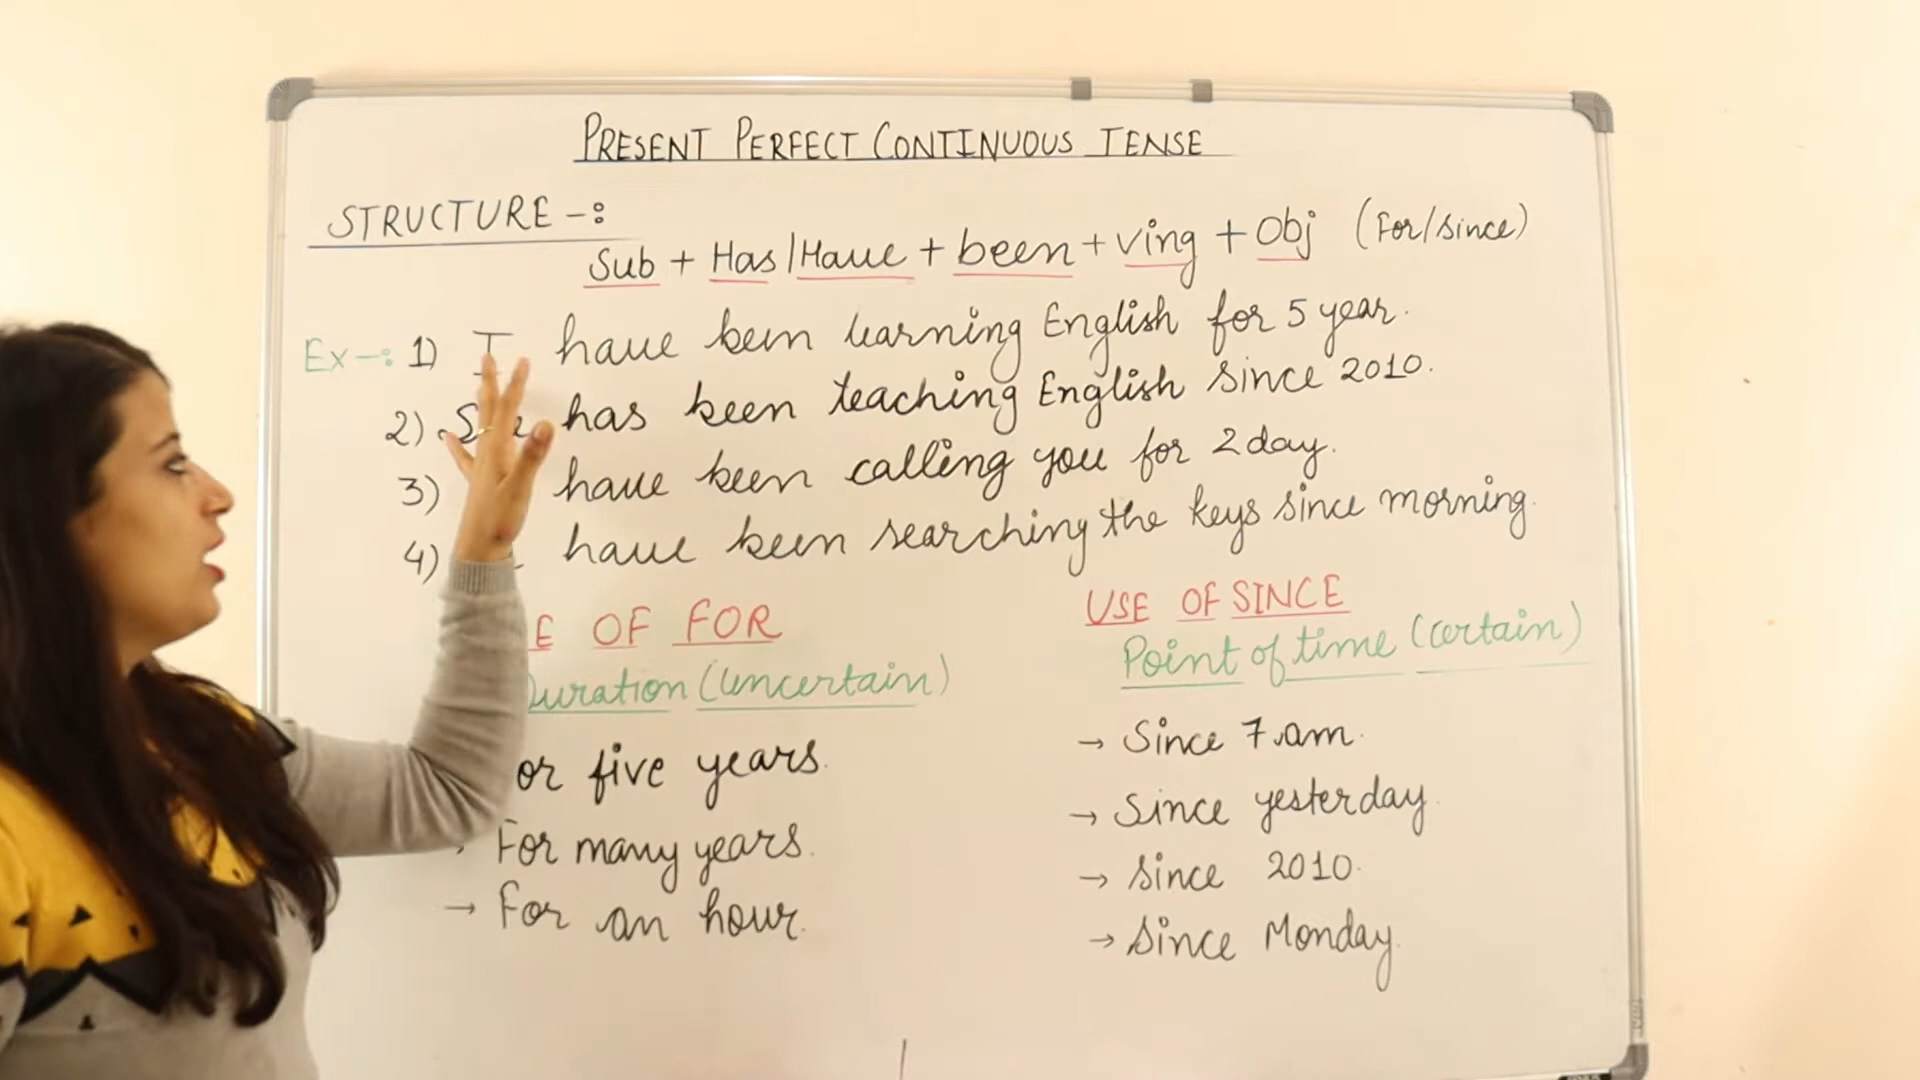 PRESENT PERFECT CONTINUOUS TENSE
STRUCTURE -:
Sub + Has/Have + been + Ving + Obj (For/since)
Ex-: 1) I have been learning English for 5 year.
2) She has been teaching English since 2010.
3) have been calling you for 2 day.
4) have been searching the keys since morning.
OF FOR
USE OF SINCE
Duration (Uncertain)
Point of time (Certain)
five years.
→ Since 7 am.
For many years.
→ Since yesterday.
→ For an hour.
→ Since 2010.
→ Since Monday.